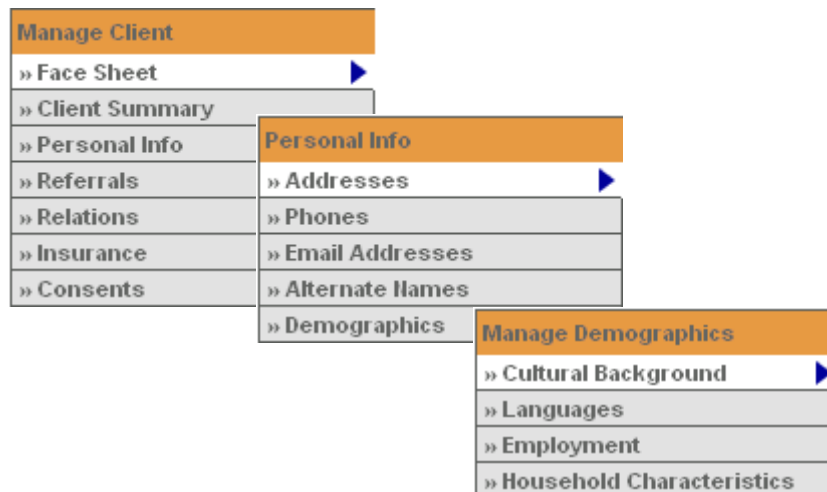 Manage Client
» Face Sheet
» Client Summary
» Personal Info
» Referrals
» Relations
» Insurance
» Consents
Personal Info
» Addresses
» Phones
» Email Addresses
» Alternate Names
» Demographics
Manage Demographics
» Cultural Background
» Languages
» Employment
» Household Characteristics